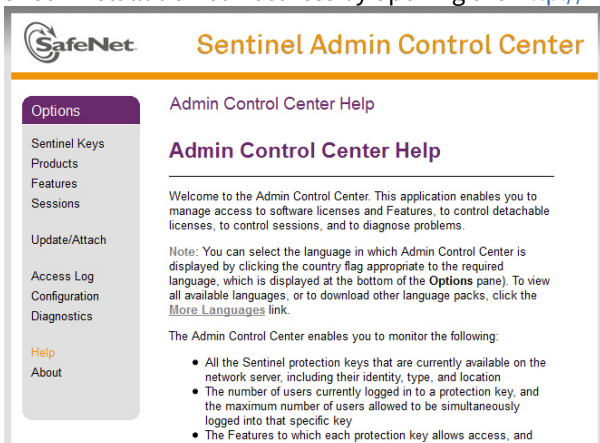 SafeNet.
Sentinel Admin Control Center
Options
Sentinel Keys
Products
Features
Sessions
Update/Attach
Access Log
Configuration
Diagnostics
Help
About
Admin Control Center Help
Admin Control Center Help
Welcome to the Admin Control Center. This application enables you to
manage access to software licenses and Features, to control detachable
licenses, to control sessions, and to diagnose problems.
Note: You can select the language in which Admin Control Center is
displayed by clicking the country flag appropriate to the required
language, which is displayed at the bottom of the Options pane). To view
all available languages, or to download other language packs, click the
More Languages link.
The Admin Control Center enables you to monitor the following:
• All the Sentinel protection keys that are currently available on the
network server, including their identity, type, and location
• The number of users currently logged in to a protection key, and
the maximum number of users allowed to be simultaneously
logged into that specific key
• The Features to which each protection key allows access, and